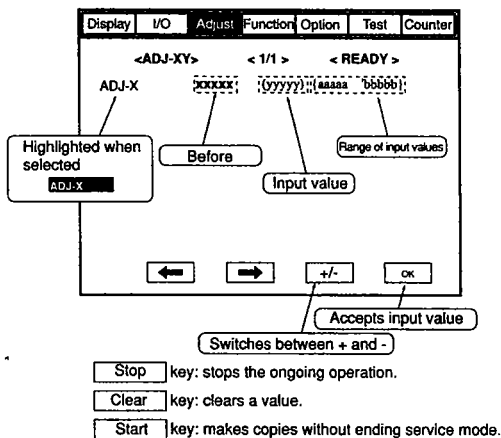 Display I/O Adjust Function Option Test Counter
<ADJ-XY> < 1/1 > < READY >
ADJ-X xxxxx (yyyyy) {aaaaa bbbbb}
Highlighted when
selected
ADJ-X
Before
Input value
Range of input values
+/- OK
Accepts input value
Switches between + and -
Stop key: stops the ongoing operation.
Clear key: clears a value.
Start key: makes copies without ending service mode.